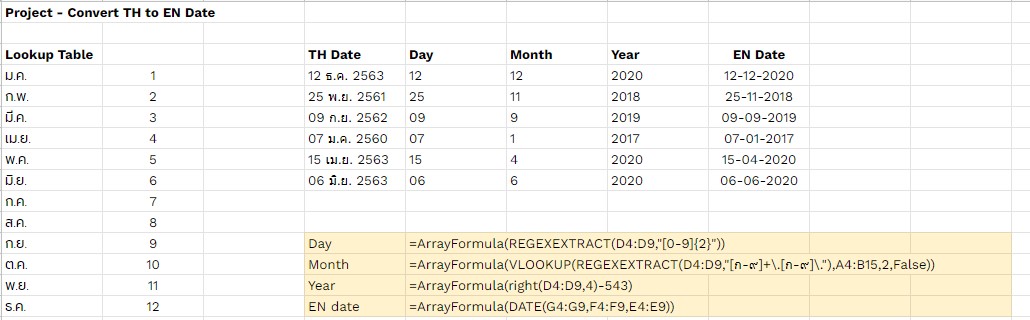 Project - Convert TH to EN Date
Lookup Table TH Date Day Month Year EN Date
ม.ค. 1 12 ธ.ค. 2563 12 12 2020 12-12-2020
ก.พ. 2 25 พ.ย. 2561 25 11 2018 25-11-2018
มี.ค. 3 09 ก.ย. 2562 09 9 2019 09-09-2019
เม.ย. 4 07 ม.ค. 2560 07 1 2017 07-01-2017
พ.ค. 5 15 เม.ย. 2563 15 4 2020 15-04-2020
มิ.ย. 6 06 มิ.ย. 2563 06 6 2020 06-06-2020
ก.ค. 7
ส.ค. 8
ก.ย. 9 Day =ArrayFormula(REGEXEXTRACT(D4:D9,"[0-9]{2}"))
ต.ค. 10 Month =ArrayFormula(VLOOKUP(REGEXEXTRACT(D4:D9,"[ก-๙]+\.[ก-๙]\."),A4:B15,2,False))
พ.ย. 11 Year =ArrayFormula(right(D4:D9,4)-543)
ธ.ค. 12 EN date =ArrayFormula(DATE(G4:G9,F4:F9,E4:E9))